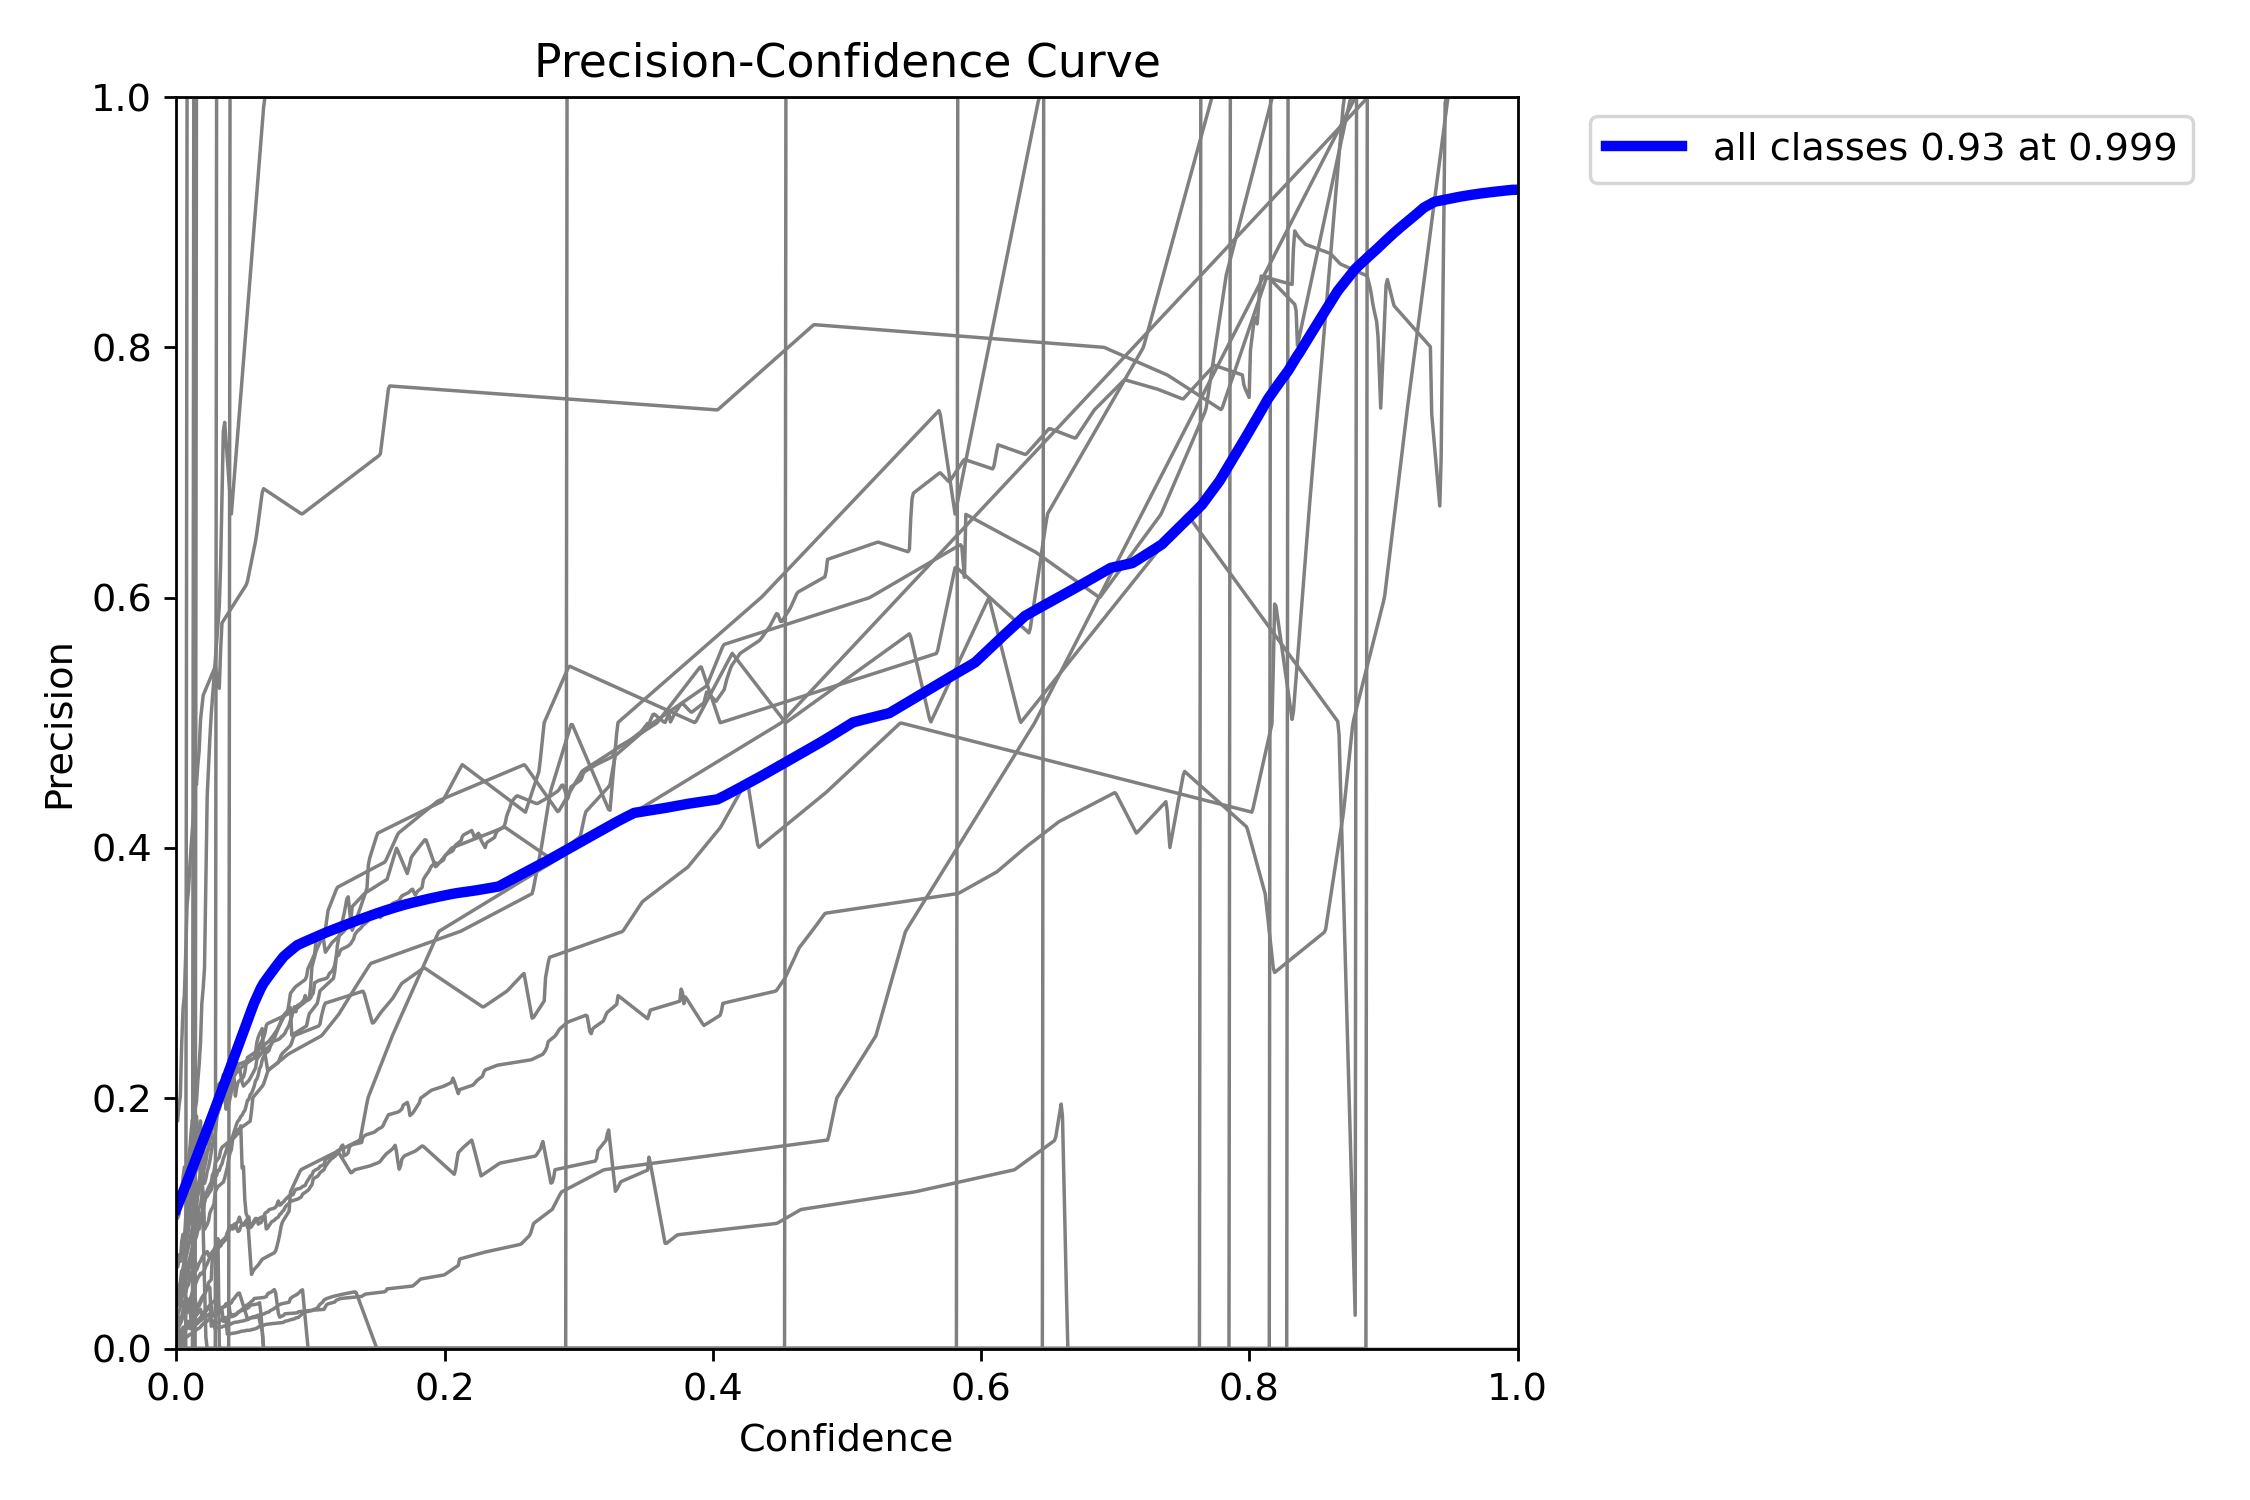 Precision-Confidence Curve
all classes 0.93 at 0.999
1.0
0.8
0.6
0.4
0.2
0.0
Precision
0.0 0.2 0.4 0.6 0.8 1.0
Confidence